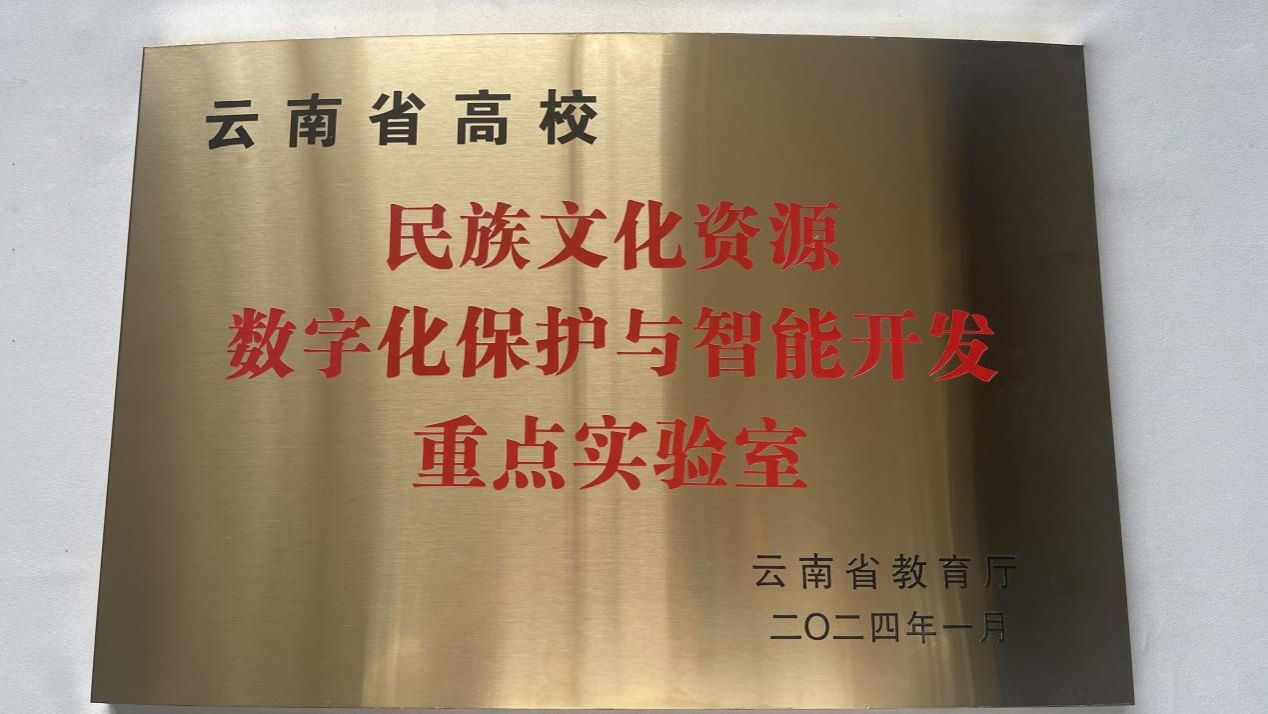 云南省高校
民族文化资源
数字化保护与智能开发
重点实验室
云南省教育厅
二〇二四年一月